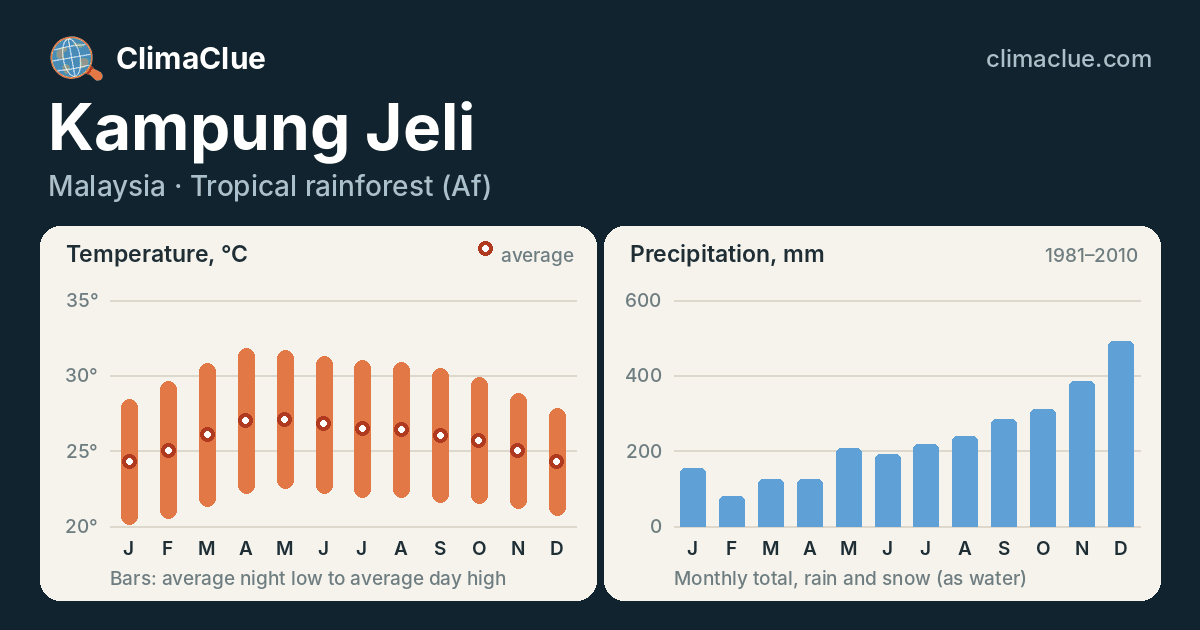 ClimaClue
climaclue.com
Kampung Jeli
Malaysia · Tropical rainforest (Af)
Temperature, °C
average
35°
30°
25°
20°
J F M A M J J A S O N D
Bars: average night low to average day high
Precipitation, mm
1981–2010
600
400
200
0
J F M A M J J A S O N D
Monthly total, rain and snow (as water)